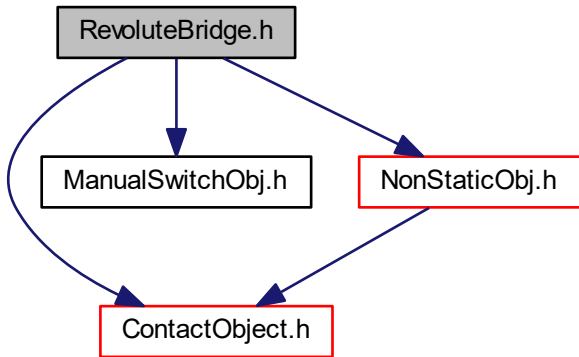 RevoluteBridge.h
ManualSwitchObj.h
NonStaticObj.h
ContactObject.h